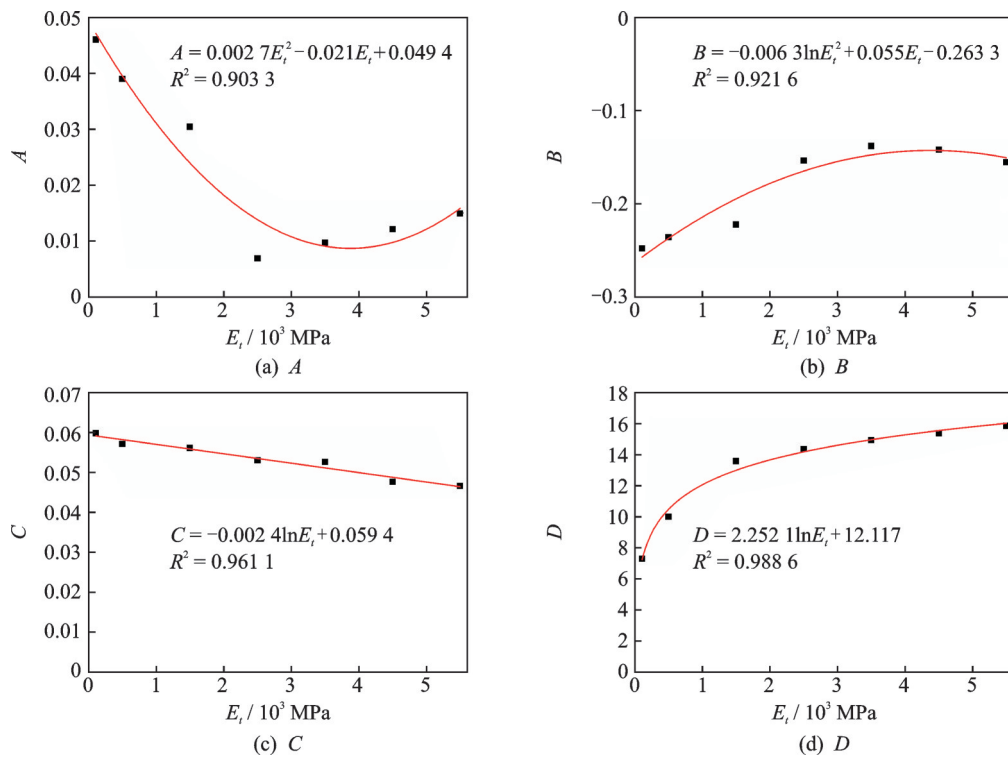 0.05
0.04
0.03
0.02
0.01
0
A
A = 0.002 7E_t^2 − 0.021E_t + 0.049 4
R^2 = 0.903 3
0 1 2 3 4 5
E_t / 10^3 MPa
(a) A
0
−0.1
−0.2
−0.3
B
B = −0.006 3lnE_t^2 + 0.055E_t − 0.263 3
R^2 = 0.921 6
0 1 2 3 4 5
E_t / 10^3 MPa
(b) B
0.07
0.06
0.05
0.04
0.03
0.02
0.01
0
C
C = −0.002 4lnE_t + 0.059 4
R^2 = 0.961 1
0 1 2 3 4 5
E_t / 10^3 MPa
(c) C
18
16
14
12
10
8
6
4
2
0
D
D = 2.252 1lnE_t + 12.117
R^2 = 0.988 6
0 1 2 3 4 5
E_t / 10^3 MPa
(d) D